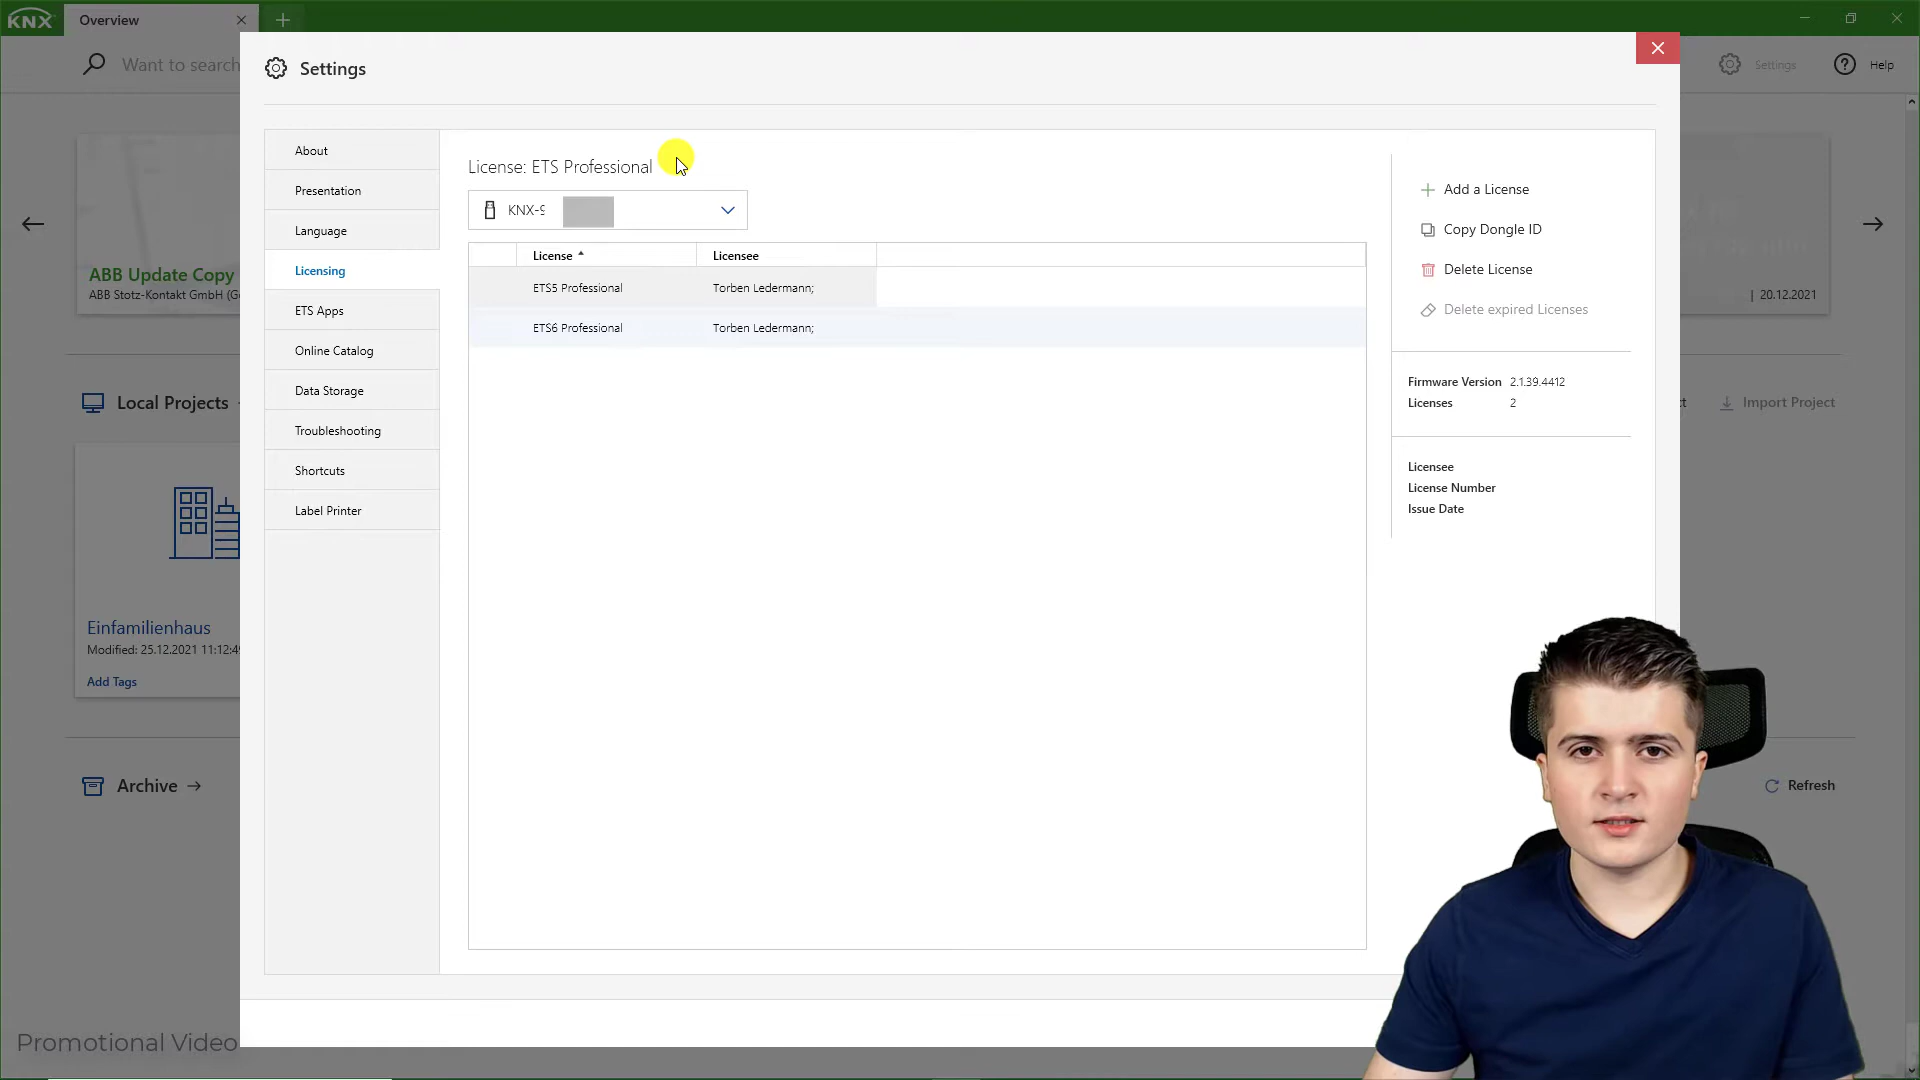 KNX
Overview
Want to search
Settings
Help
Settings
About
Presentation
Language
Licensing
ETS Apps
Online Catalog
Data Storage
Troubleshooting
Shortcuts
Label Printer
License: ETS Professional
KNX-9
License
Licensee
ETS5 Professional
Torben Ledermann;
ETS6 Professional
Torben Ledermann;
Add a License
Copy Dongle ID
Delete License
Delete expired Licenses
Firmware Version 2.1.39.4412
Licenses 2
Licensee
License Number
Issue Date
ABB Update Copy
ABB Stotz-Kontakt GmbH (Ge
| 20.12.2021
Local Projects
Import Project
Einfamilienhaus
Modified: 25.12.2021 11:12:49
Add Tags
Archive
Refresh
Promotional Video